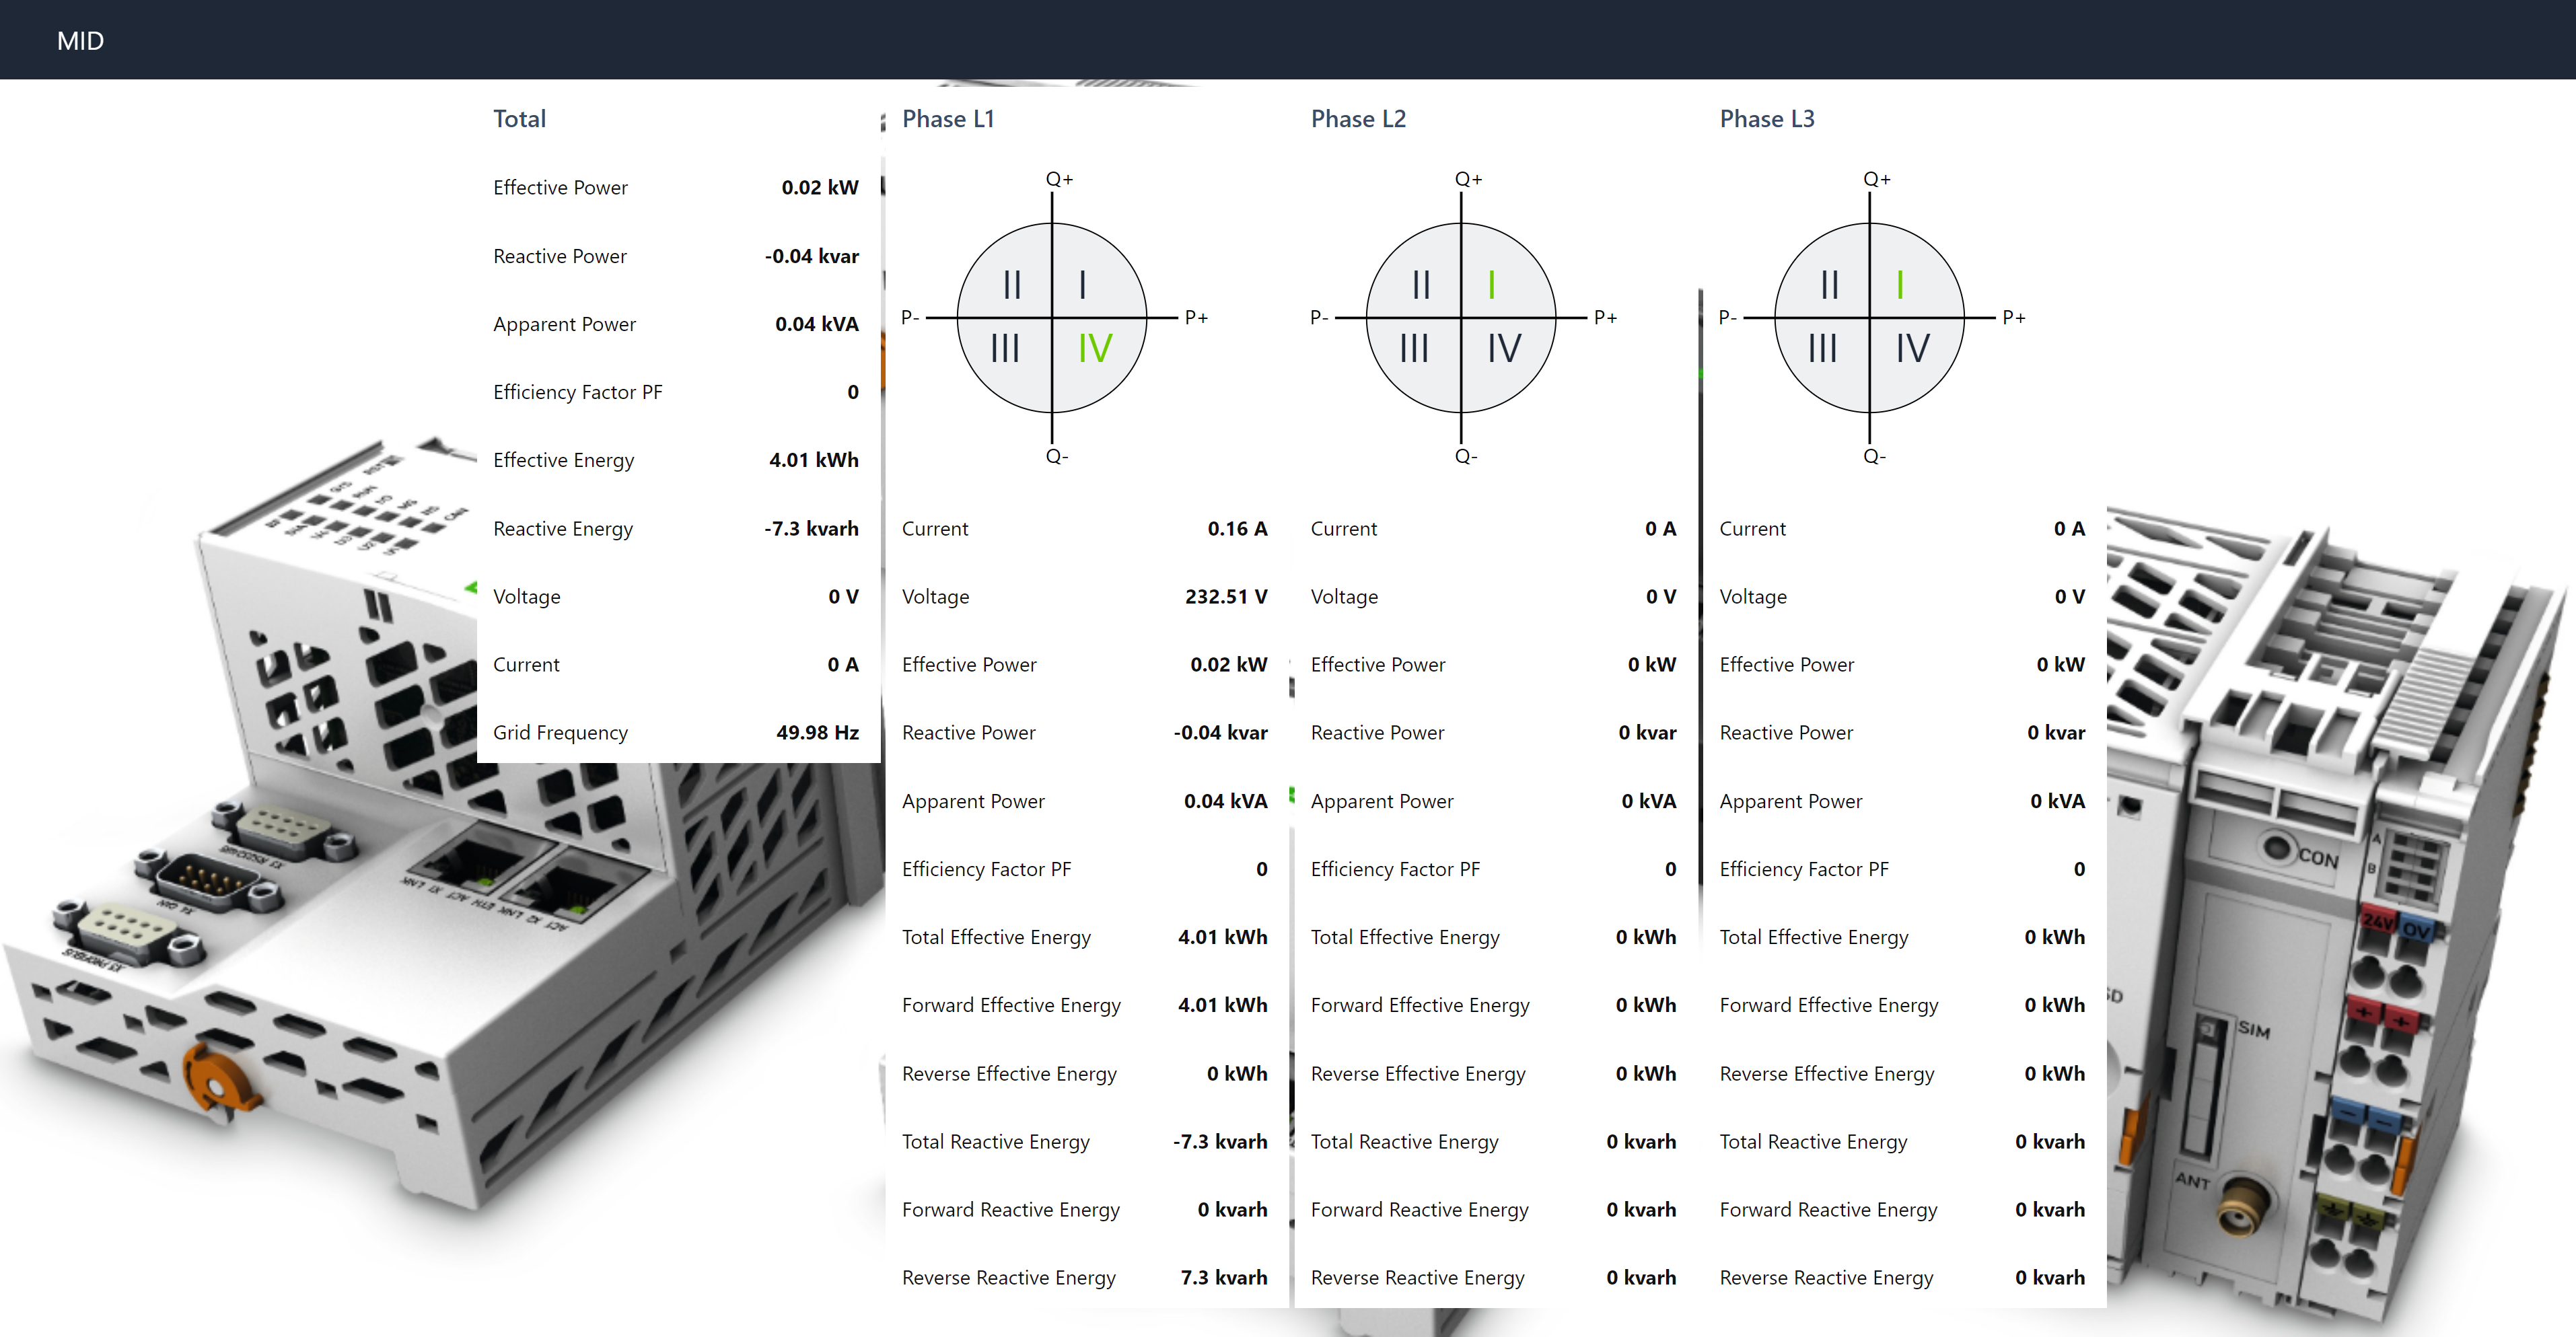 MID
Total
Effective Power 0.02 kW
Reactive Power -0.04 kvar
Apparent Power 0.04 kVA
Efficiency Factor PF 0
Effective Energy 4.01 kWh
Reactive Energy -7.3 kvarh
Voltage 0 V
Current 0 A
Grid Frequency 49.98 Hz
Phase L1
Q+
II I
P- P+
III IV
Q-
Current 0.16 A
Voltage 232.51 V
Effective Power 0.02 kW
Reactive Power -0.04 kvar
Apparent Power 0.04 kVA
Efficiency Factor PF 0
Total Effective Energy 4.01 kWh
Forward Effective Energy 4.01 kWh
Reverse Effective Energy 0 kWh
Total Reactive Energy -7.3 kvarh
Forward Reactive Energy 0 kvarh
Reverse Reactive Energy 7.3 kvarh
Phase L2
Q+
II I
P- P+
III IV
Q-
Current 0 A
Voltage 0 V
Effective Power 0 kW
Reactive Power 0 kvar
Apparent Power 0 kVA
Efficiency Factor PF 0
Total Effective Energy 0 kWh
Forward Effective Energy 0 kWh
Reverse Effective Energy 0 kWh
Total Reactive Energy 0 kvarh
Forward Reactive Energy 0 kvarh
Reverse Reactive Energy 0 kvarh
Phase L3
Q+
II I
P- P+
III IV
Q-
Current 0 A
Voltage 0 V
Effective Power 0 kW
Reactive Power 0 kvar
Apparent Power 0 kVA
Efficiency Factor PF 0
Total Effective Energy 0 kWh
Forward Effective Energy 0 kWh
Reverse Effective Energy 0 kWh
Total Reactive Energy 0 kvarh
Forward Reactive Energy 0 kvarh
Reverse Reactive Energy 0 kvarh
CON
A
B
24V 0V
+ +
SIM
ANT